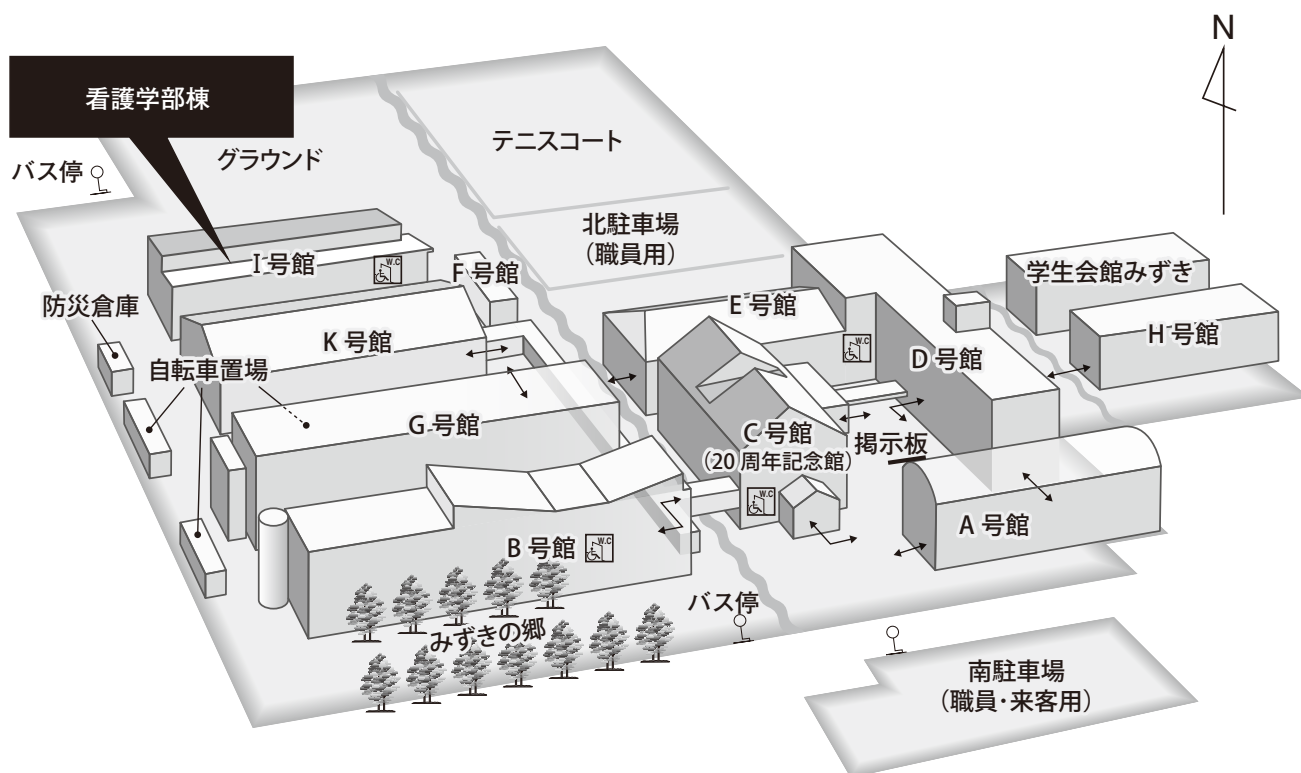 N
看護学部棟
バス停
グラウンド
テニスコート
北駐車場
(職員用)
I 号館
W.C
F 号館
学生会館みずき
防災倉庫
E 号館
H 号館
K 号館
W.C
D 号館
自転車置場
G 号館
C 号館
(20 周年記念館)
掲示板
W.C
A 号館
B 号館
W.C
バス停
みずきの郷
南駐車場
(職員・来客用)